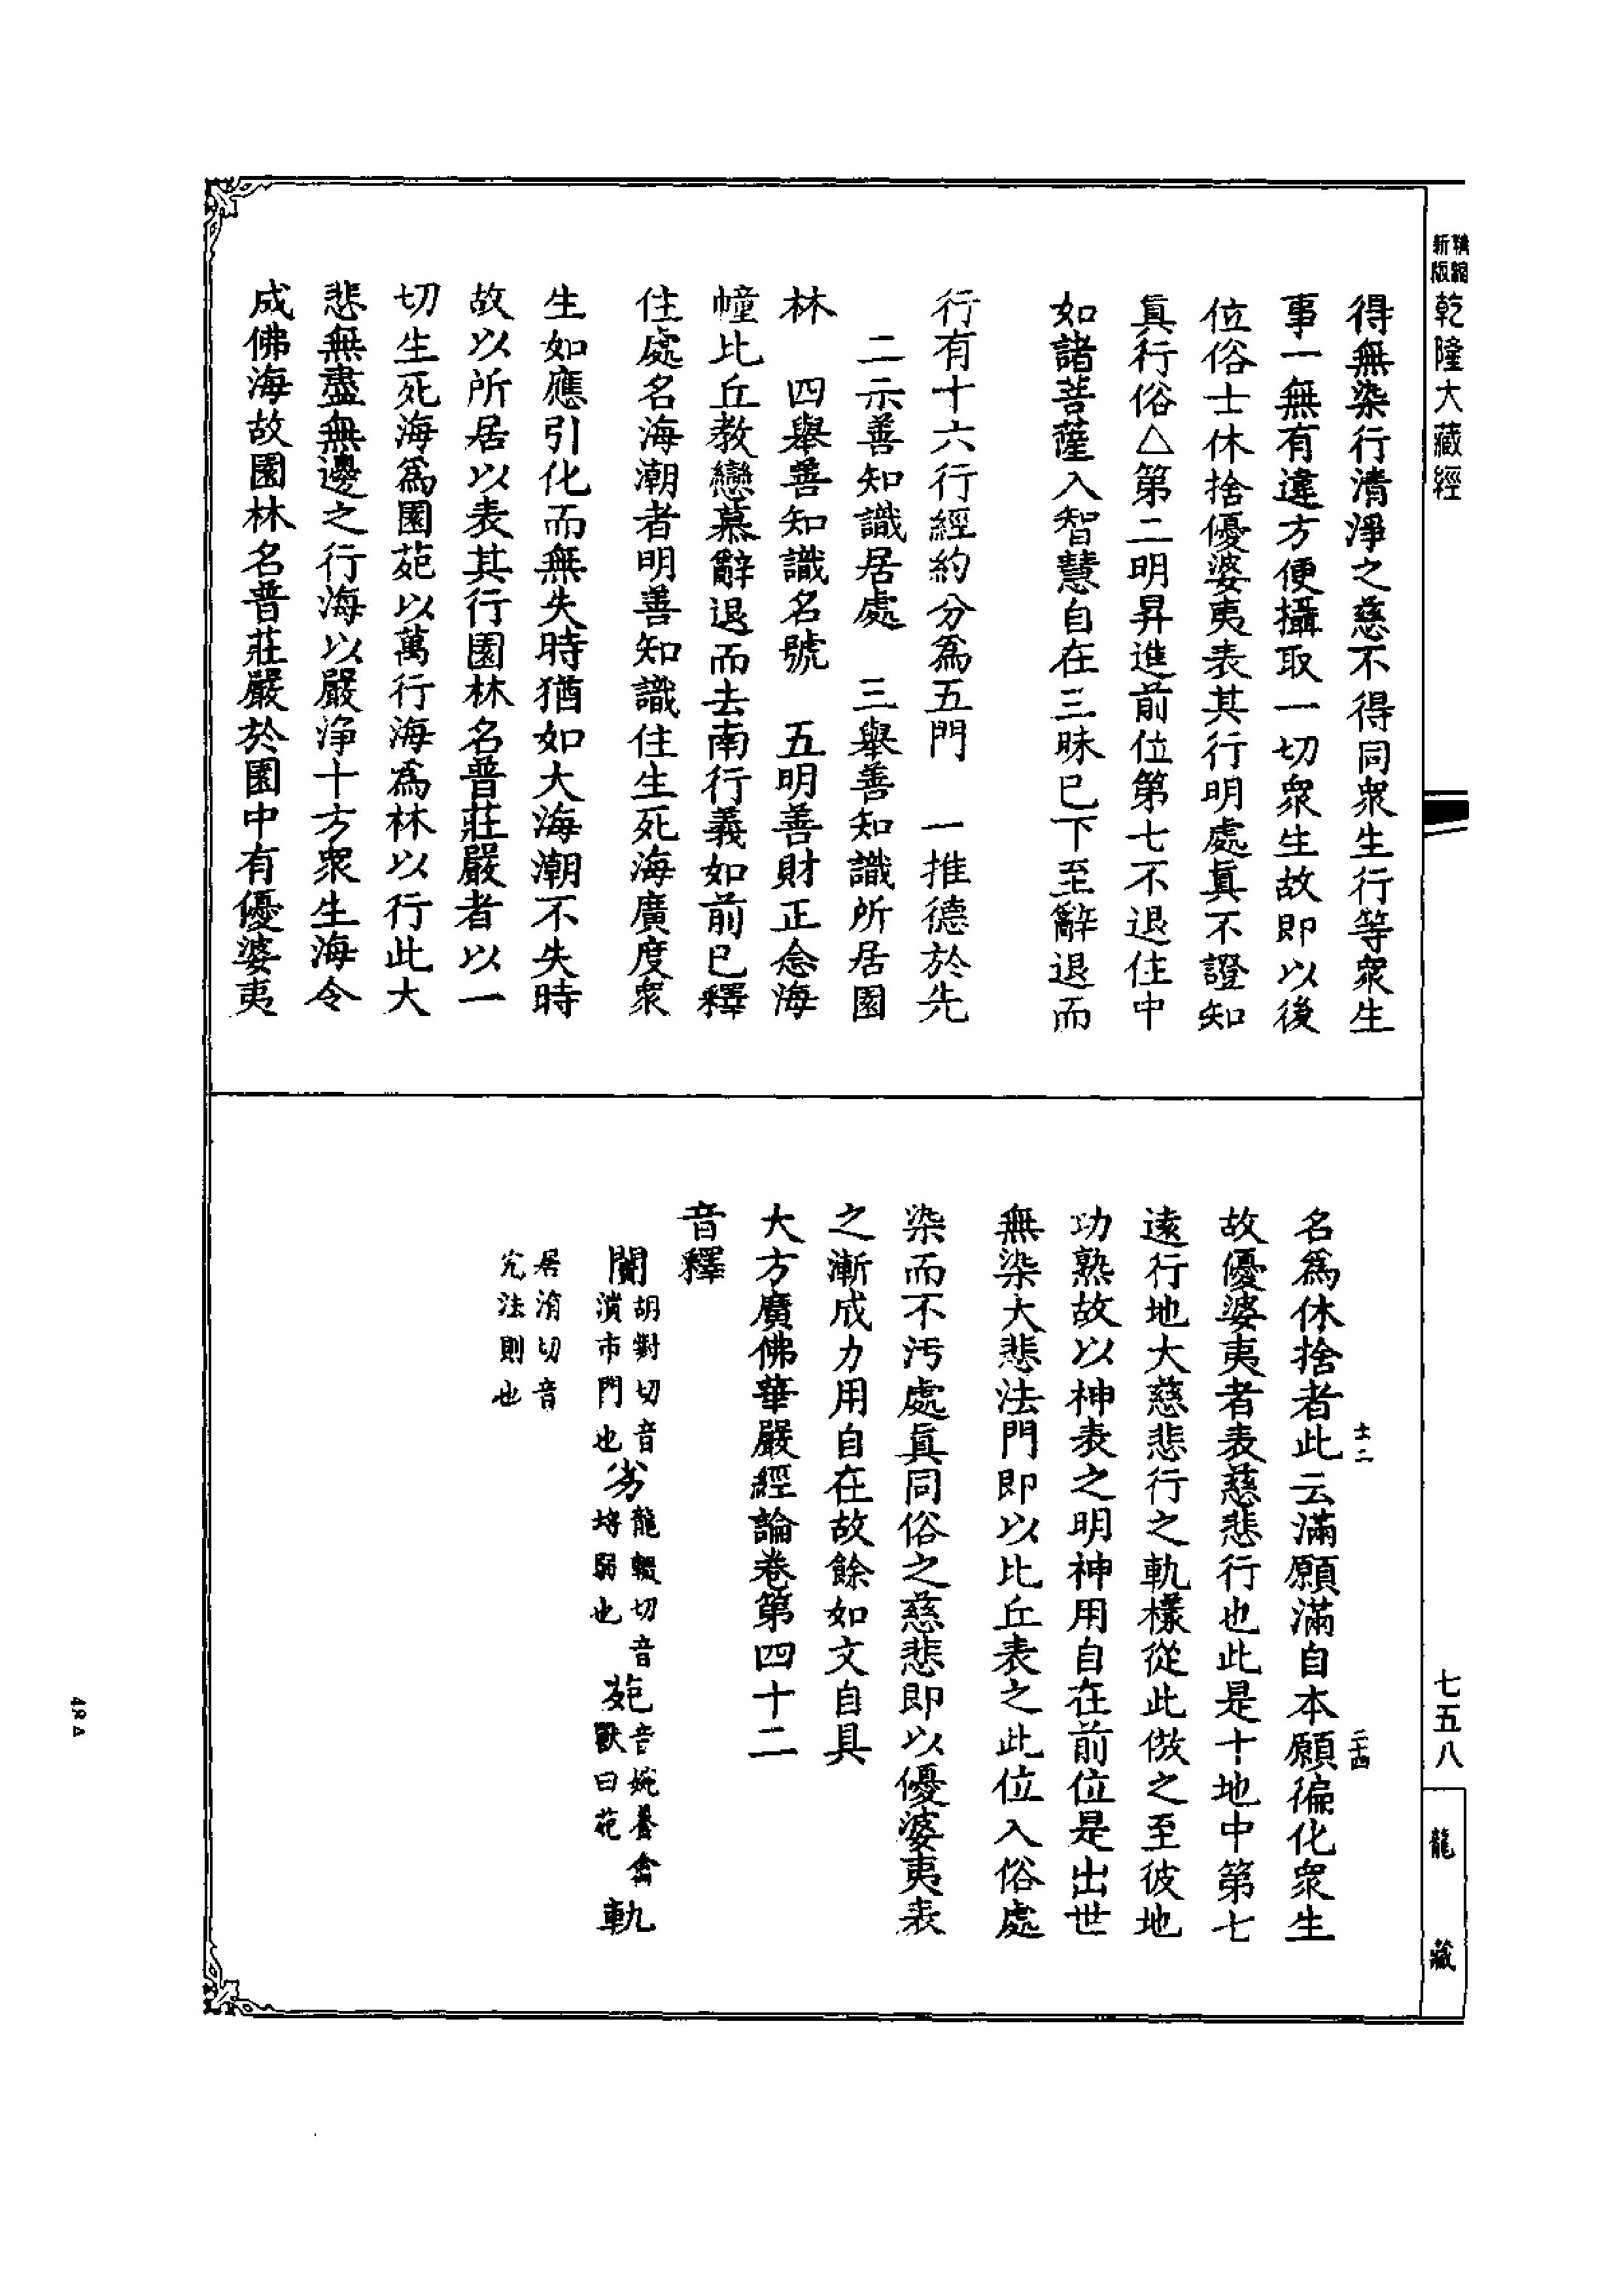 精縮
新版
乾隆大藏經
得無染行清淨之慈不得同衆生行等衆生
事一無有違方便攝取一切衆生故即以後
位俗士休捨優婆夷表其行明處眞不證知
眞行俗△第二明昇進前位第七不退住中
如諸菩薩入智慧自在三昧已下至辭退而
行有十六行經約分爲五門　一推德於先
二示善知識居處　三舉善知識所居園
林　四舉善知識名號　五明善財正念海
幢比丘教戀慕辭退而去南行義如前已釋
住處名海潮者明善知識住生死海廣度衆
生如應引化而無失時猶如大海潮不失時
故以所居以表其行園林名普莊嚴者以一
切生死海爲園苑以萬行海爲林以行此大
悲無盡無邊之行海以嚴淨十方衆生海令
成佛海故園林名普莊嚴於園中有優婆夷
名爲休捨者此云滿願滿自本願徧化衆生
故優婆夷者表慈悲行也此是十地中第七
遠行地大慈悲行之軌樣從此倣之至彼地
功熟故以神表之明神用自在前位是出世
無染大悲法門即以比丘表之此位入俗處
染而不汚處眞同俗之慈悲即以優婆夷表
之漸成力用自在故餘如文自具
大方廣佛華嚴經論卷第四十二
音釋
闠胡對切音潰市門也劣龍輟切音埒弱也苑音婉養禽獸曰苑軌
居洧切音宄法則也
七五八
龍藏